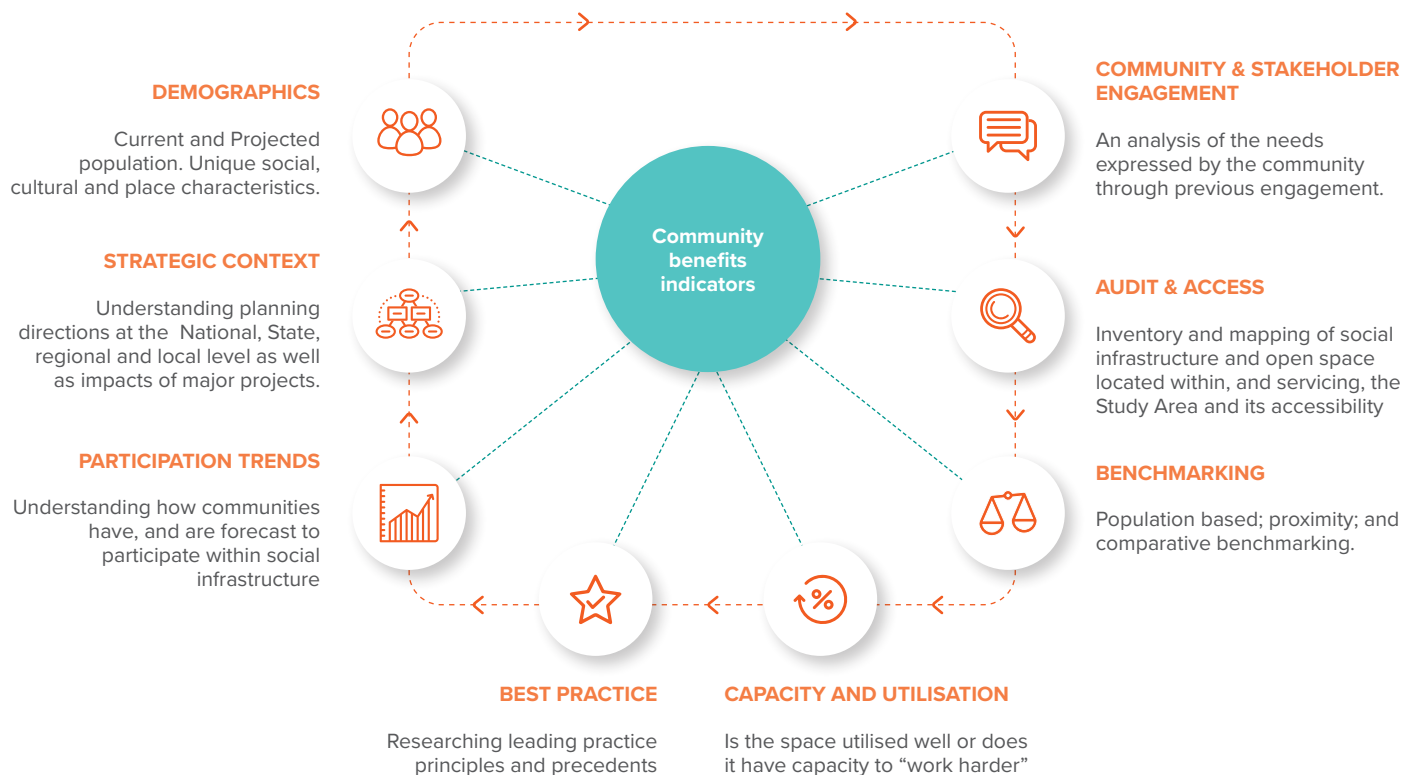 DEMOGRAPHICS
Current and Projected
population. Unique social,
cultural and place characteristics.
STRATEGIC CONTEXT
Understanding planning
directions at the National, State,
regional and local level as well
as impacts of major projects.
PARTICIPATION TRENDS
Understanding how communities
have, and are forecast to
participate within social
infrastructure
Community
benefits
indicators
COMMUNITY & STAKEHOLDER
ENGAGEMENT
An analysis of the needs
expressed by the community
through previous engagement.
AUDIT & ACCESS
Inventory and mapping of social
infrastructure and open space
located within, and servicing, the
Study Area and its accessibility
BENCHMARKING
Population based; proximity; and
comparative benchmarking.
%
BEST PRACTICE
Researching leading practice
principles and precedents
CAPACITY AND UTILISATION
Is the space utilised well or does
it have capacity to “work harder”